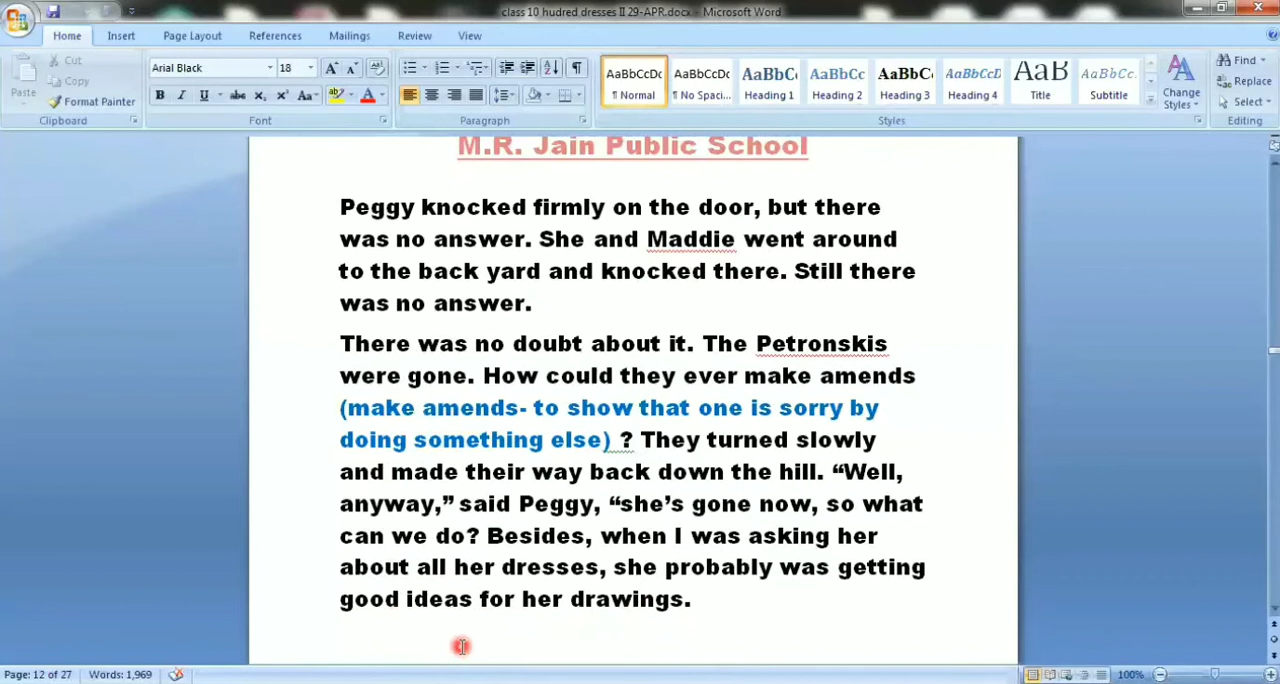 class 10 hudred dresses II 29-APR.docx - Microsoft Word
Home Insert Page Layout References Mailings Review View
Cut
Copy
Format Painter
Paste
Clipboard
Arial Black 18
Font
Paragraph
AaBbCcDc AaBbCcDc AaBbC AaBbCc AaBbC AaBbCcD AaB AaBbCc.
¶ Normal ¶ No Spaci... Heading 1 Heading 2 Heading 3 Heading 4 Title Subtitle
Change Styles
Styles
Find
Replace
Select
Editing
M.R. Jain Public School
Peggy knocked firmly on the door, but there
was no answer. She and Maddie went around
to the back yard and knocked there. Still there
was no answer.
There was no doubt about it. The Petronskis
were gone. How could they ever make amends
(make amends- to show that one is sorry by
doing something else) ? They turned slowly
and made their way back down the hill. “Well,
anyway,” said Peggy, “she’s gone now, so what
can we do? Besides, when I was asking her
about all her dresses, she probably was getting
good ideas for her drawings.
Page: 12 of 27 Words: 1,969 100%